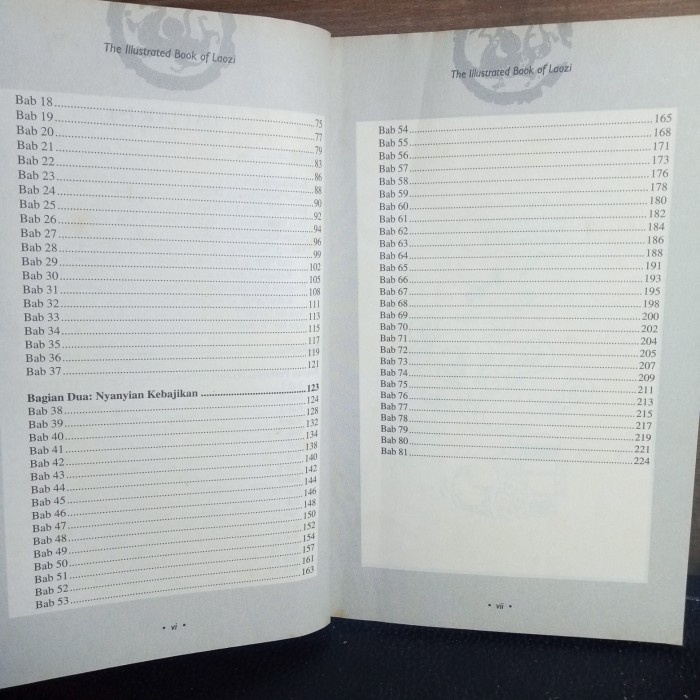 The Illustrated Book of Laozi
Bab 18........75
Bab 19........77
Bab 20........79
Bab 21........83
Bab 22........86
Bab 23........88
Bab 24........90
Bab 25........92
Bab 26........94
Bab 27........96
Bab 28........99
Bab 29........102
Bab 30........105
Bab 31........108
Bab 32........111
Bab 33........113
Bab 34........115
Bab 35........117
Bab 36........119
Bab 37........121
Bagian Dua: Nyanyian Kebajikan ........123
Bab 38........124
Bab 39........128
Bab 40........132
Bab 41........134
Bab 42........138
Bab 43........140
Bab 44........142
Bab 45........144
Bab 46........146
Bab 47........148
Bab 48........150
Bab 49........152
Bab 50........154
Bab 51........157
Bab 52........161
Bab 53........163
• vi •
The Illustrated Book of Laozi
Bab 54........165
Bab 55........168
Bab 56........171
Bab 57........173
Bab 58........176
Bab 59........178
Bab 60........180
Bab 61........182
Bab 62........184
Bab 63........186
Bab 64........188
Bab 65........191
Bab 66........193
Bab 67........195
Bab 68........198
Bab 69........200
Bab 70........202
Bab 71........204
Bab 72........205
Bab 73........207
Bab 74........209
Bab 75........211
Bab 76........213
Bab 77........215
Bab 78........217
Bab 79........219
Bab 80........221
Bab 81........224
• vii •